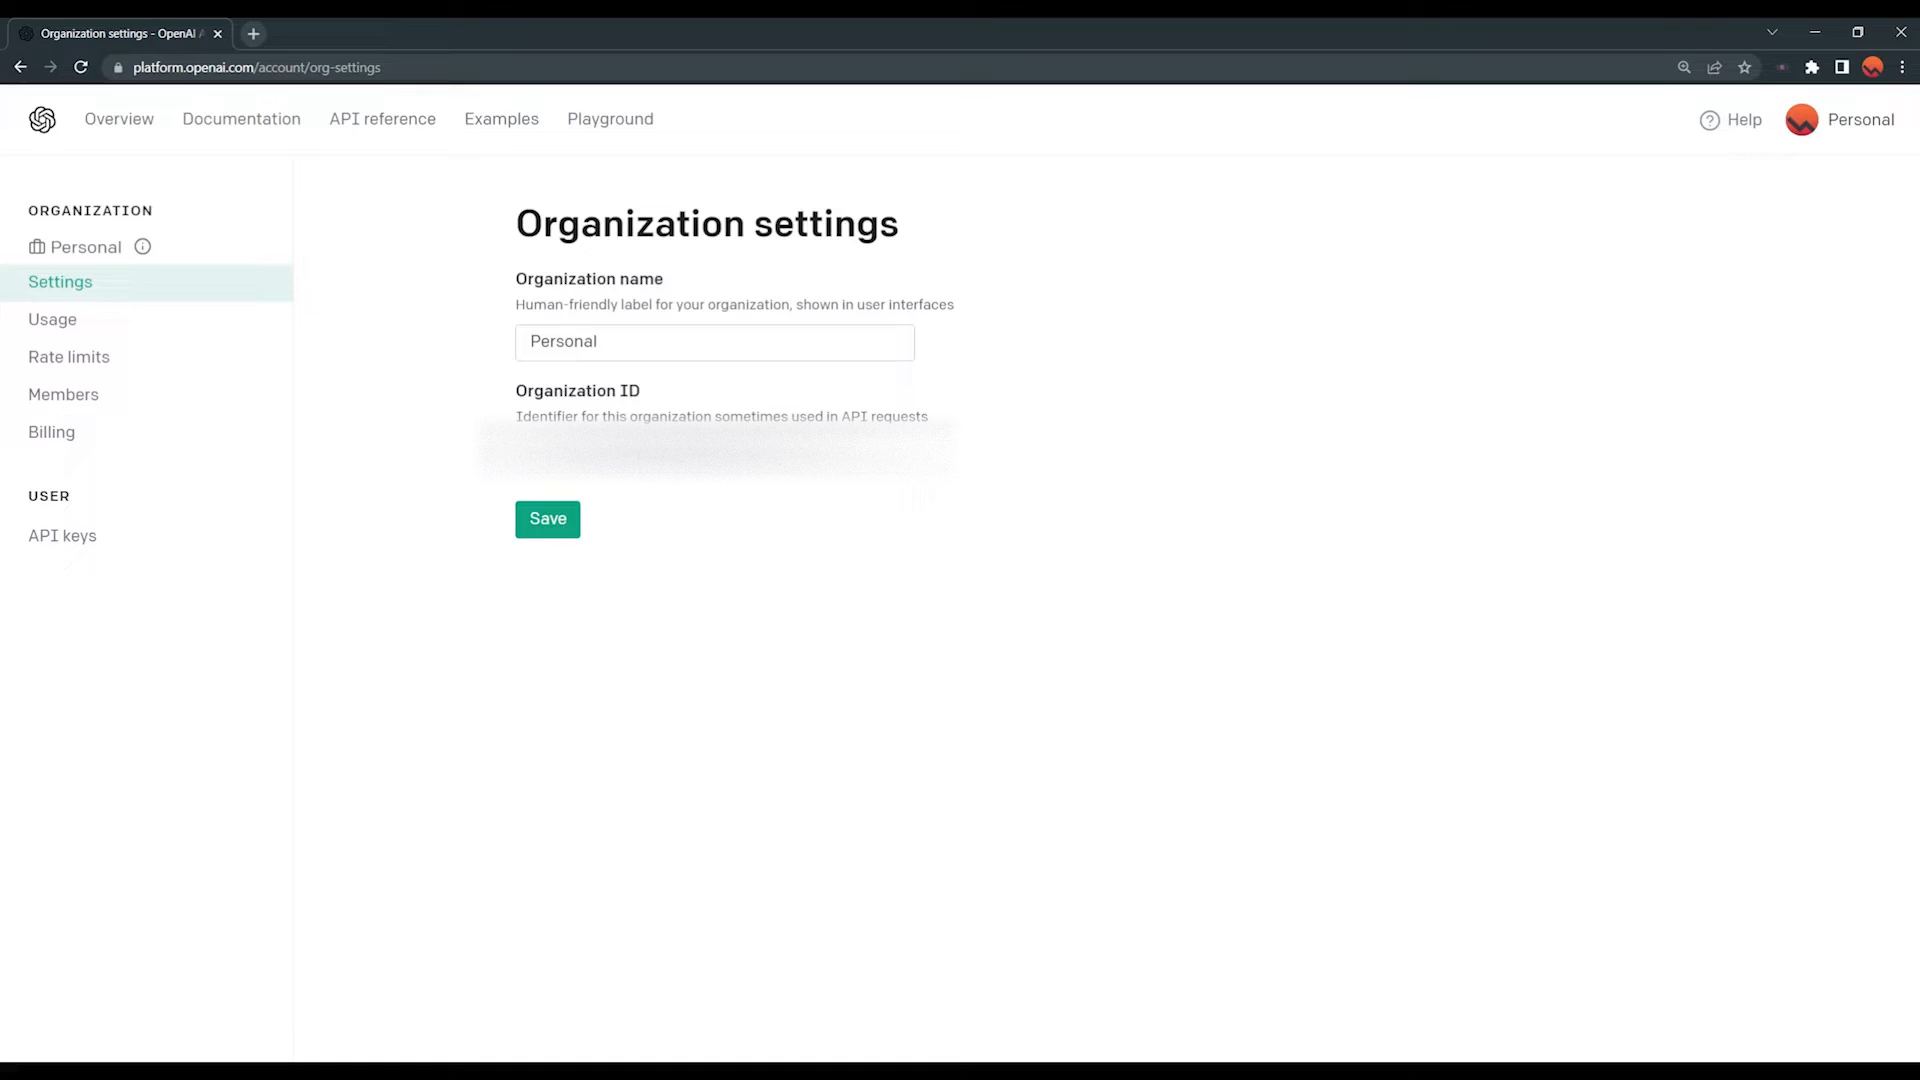 Organization settings - OpenAI A
platform.openai.com/account/org-settings
Overview
Documentation
API reference
Examples
Playground
Help
Personal
ORGANIZATION
Personal
Settings
Usage
Rate limits
Members
Billing
USER
API keys
Organization settings
Organization name
Human-friendly label for your organization, shown in user interfaces
Personal
Organization ID
Identifier for this organization sometimes used in API requests
Save